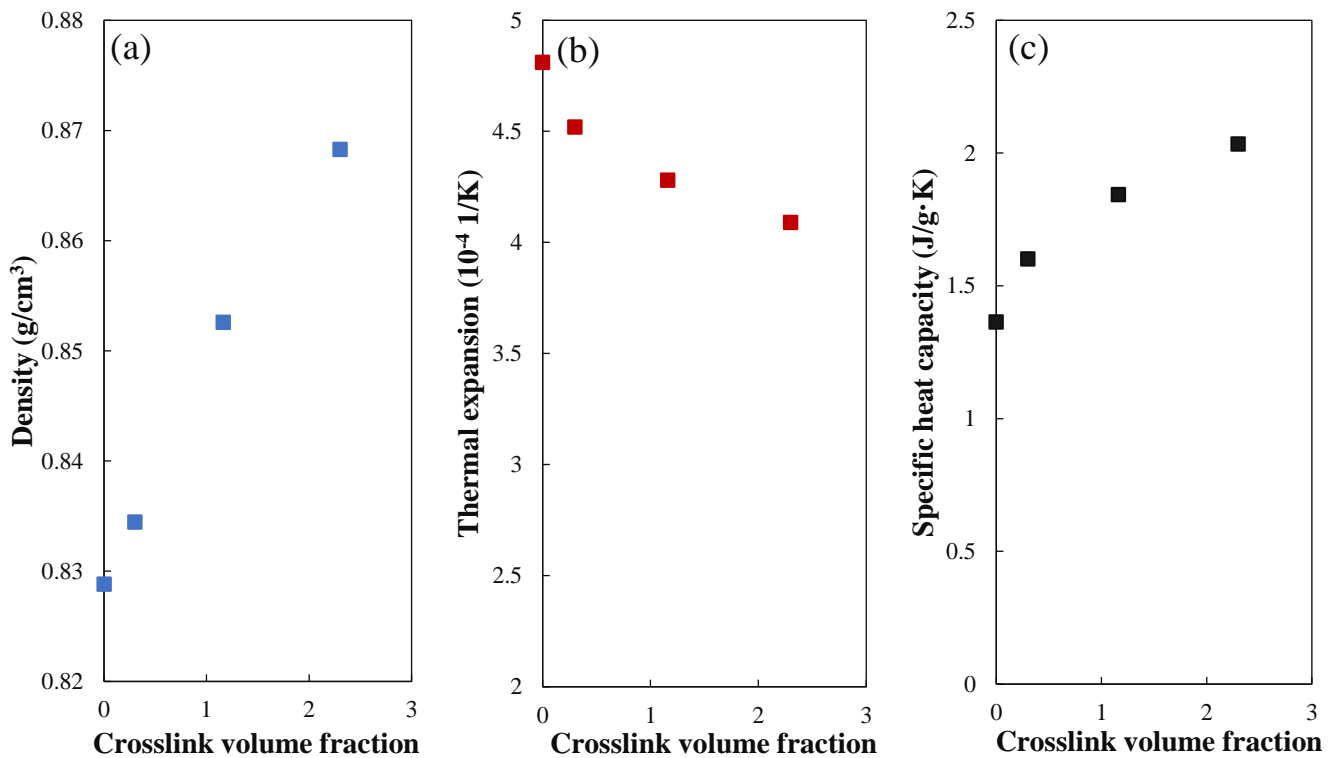 (a)
0.88
0.87
0.86
0.85
0.84
0.83
0.82
Density (g/cm³)
0 1 2 3
Crosslink volume fraction
(b)
5
4.5
4
3.5
3
2.5
2
Thermal expansion (10⁻⁴ 1/K)
0 1 2 3
Crosslink volume fraction
(c)
2.5
2
1.5
1
0.5
0
Specific heat capacity (J/g·K)
0 1 2 3
Crosslink volume fraction